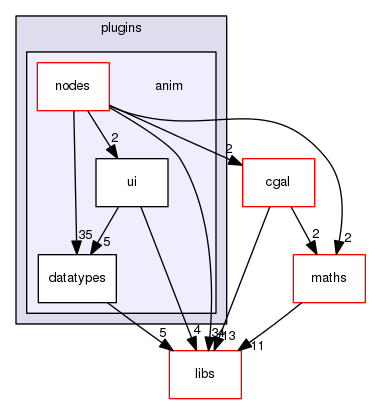 plugins
nodes
anim
2
2
ui
cgal
35
5
2
2
datatypes
maths
5
4
34
13
11
libs